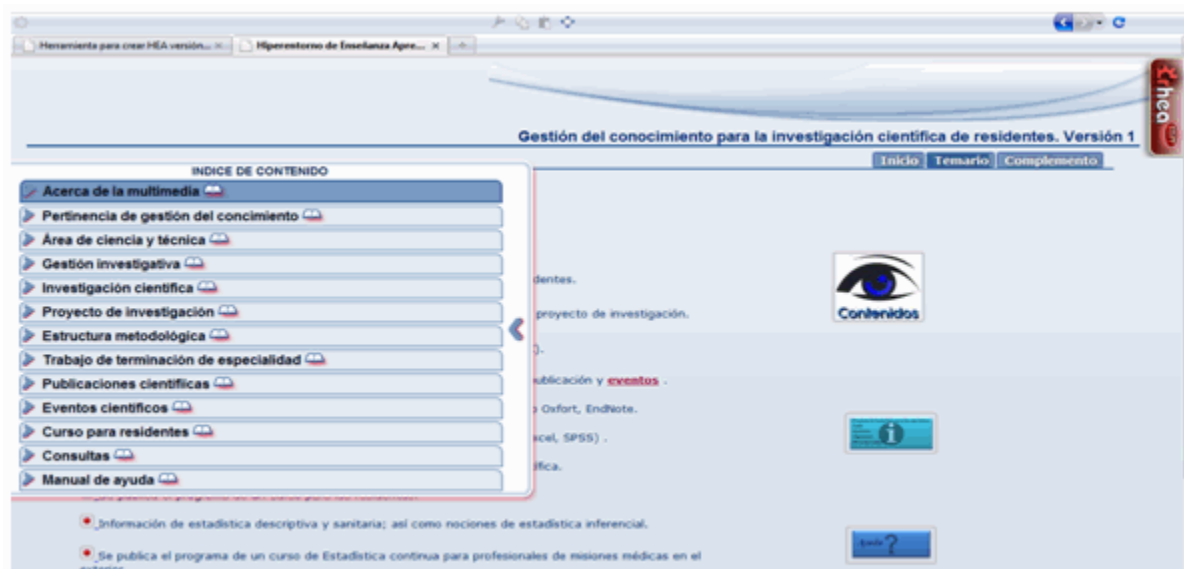 Herramienta para crear HEA versión...
Hiperentorno de Enseñanza Apre...
Crhea
Gestión del conocimiento para la investigación científica de residentes. Versión 1
Inicio Temario Complemento
INDICE DE CONTENIDO
Acerca de la multimedia
Pertinencia de gestión del concimiento
Área de ciencia y técnica
Gestión investigativa
Investigación científica
Proyecto de investigación
Estructura metodológica
Trabajo de terminación de especialidad
Publicaciones cientifíicas
Eventos científicos
Curso para residentes
Consultas
Manual de ayuda
dentes.
proyecto de investigación.
).
ublicación y eventos .
Oxfort, EndNote.
xcel, SPSS) .
ífica.
Contenidos
Ayuda ?
Información de estadística descriptiva y sanitaria; así como nociones de estadística inferencial.
Se publica el programa de un curso de Estadística continua para profesionales de misiones médicas en el